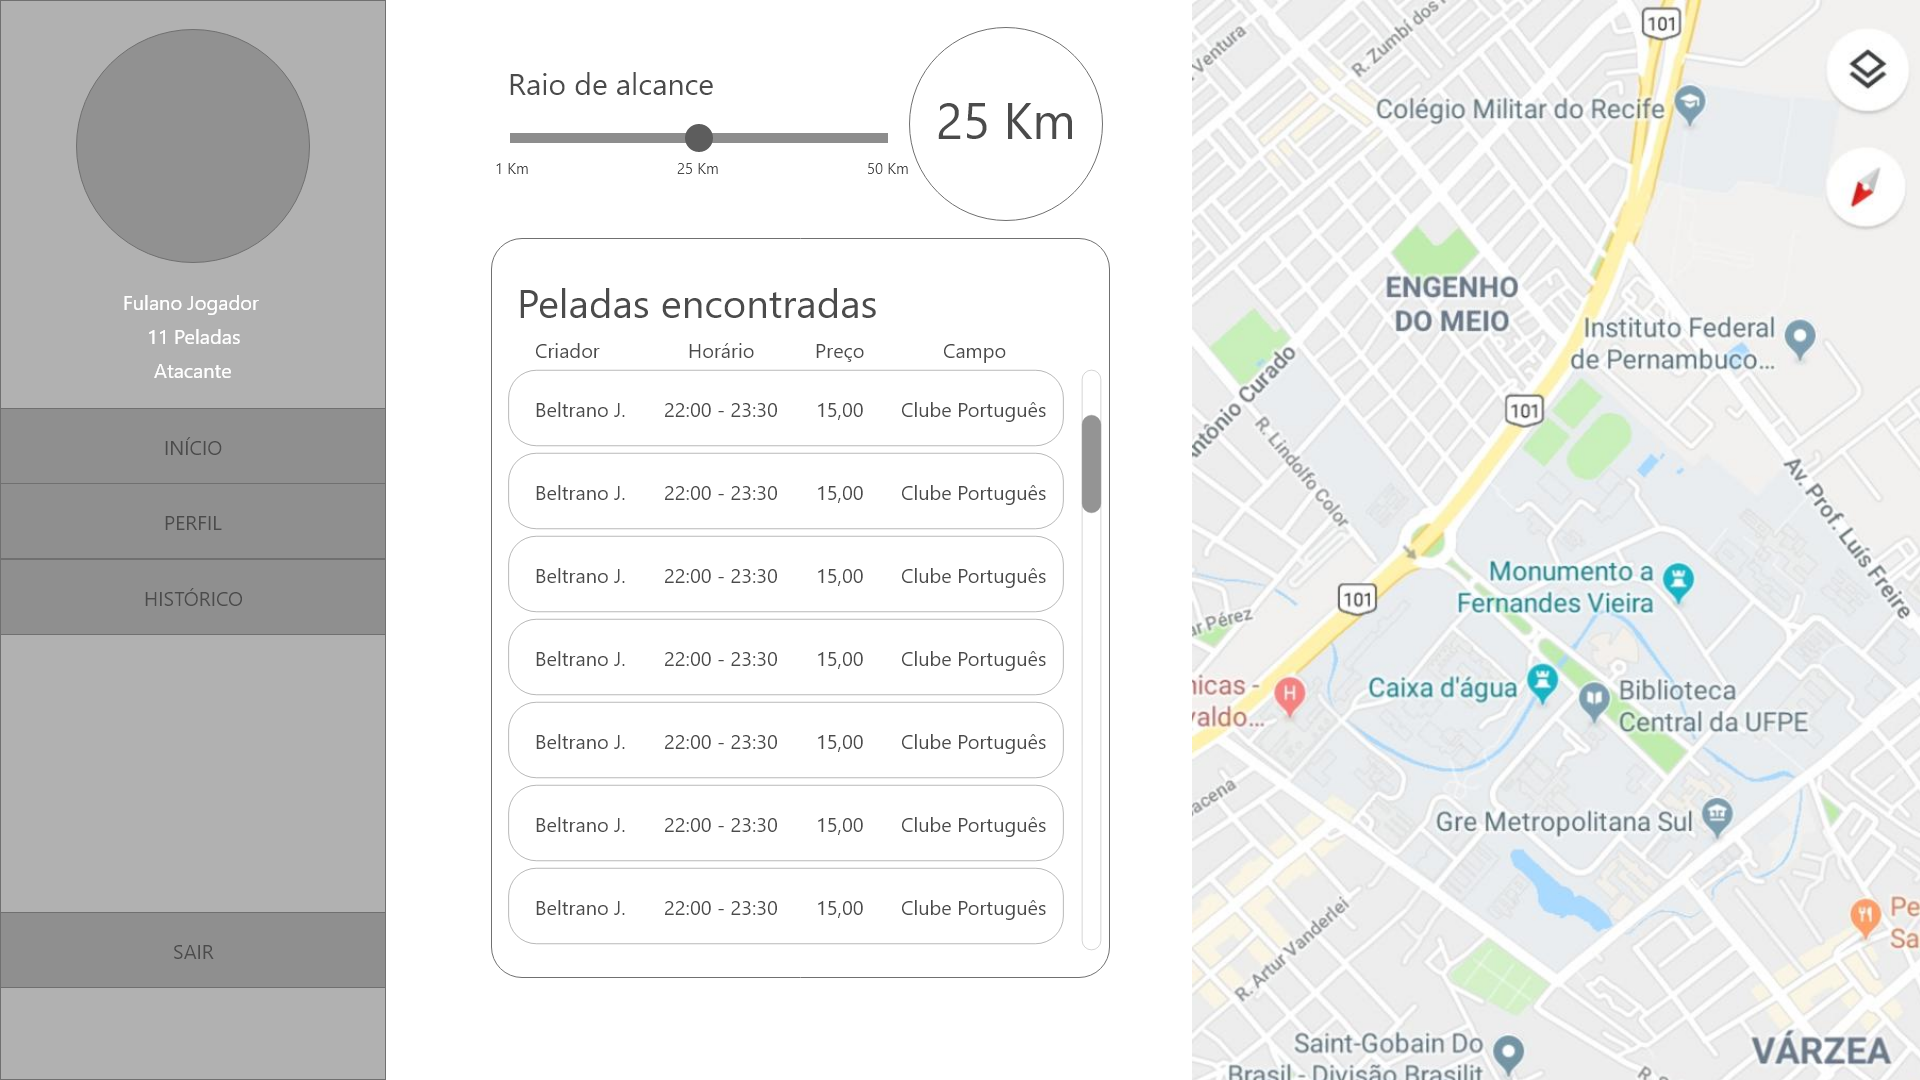 Fulano Jogador
11 Peladas
Atacante
INÍCIO
PERFIL
HISTÓRICO
SAIR
Raio de alcance
1 Km
25 Km
50 Km
25 Km
Peladas encontradas
Criador Horário Preço Campo
Beltrano J. 22:00 - 23:30 15,00 Clube Português
Beltrano J. 22:00 - 23:30 15,00 Clube Português
Beltrano J. 22:00 - 23:30 15,00 Clube Português
Beltrano J. 22:00 - 23:30 15,00 Clube Português
Beltrano J. 22:00 - 23:30 15,00 Clube Português
Beltrano J. 22:00 - 23:30 15,00 Clube Português
Beltrano J. 22:00 - 23:30 15,00 Clube Português
101
Ventura
R. Zumbi dos
Colégio Militar do Recife
ENGENHO
DO MEIO
Instituto Federal
de Pernambuco...
ntônio Curado
101
R. Lindolfo Color
Av. Prof. Luís Freire
Monumento a
Fernandes Vieira
101
ar Pérez
nicas -
valdo...
H
Caixa d'água
Biblioteca
Central da UFPE
acena
Gre Metropolitana Sul
R. Artur Vanderlei
Pe
Sa
Saint-Gobain Do
Brasil - Divisão Brasilit
VÁRZEA